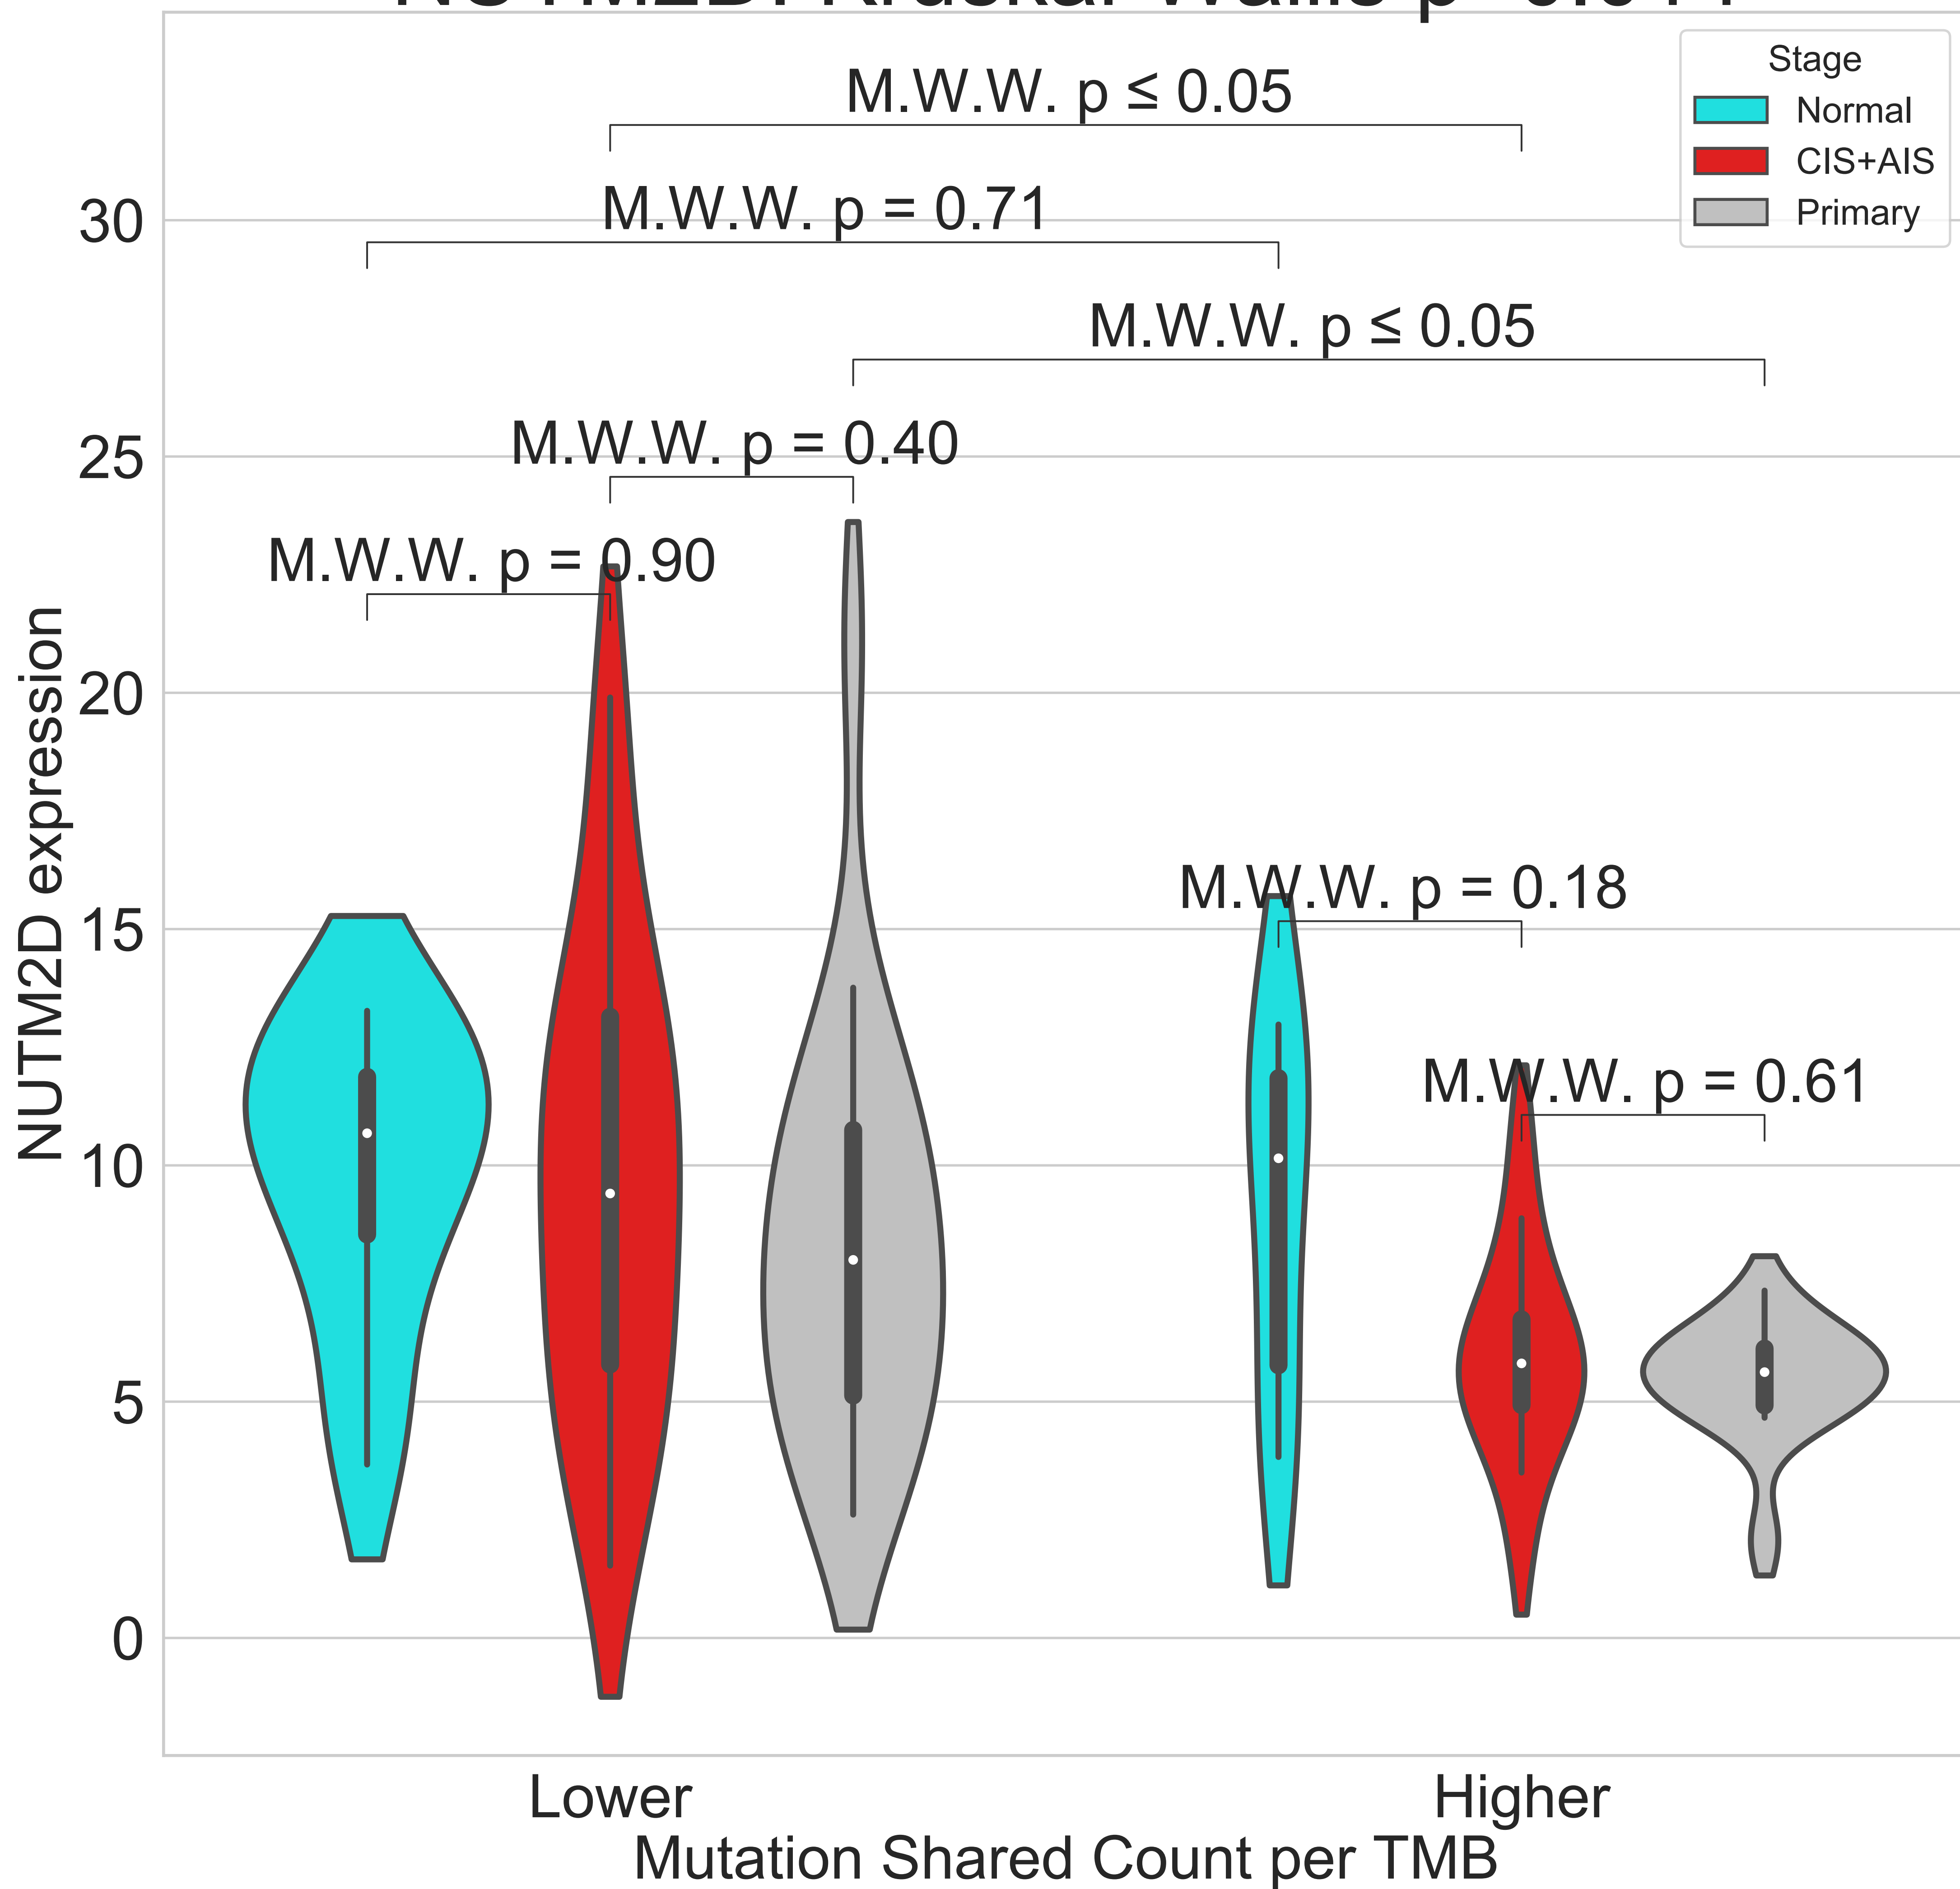 Stage
Normal
CIS+AIS
Primary
M.W.W. p ≤ 0.05
M.W.W. p = 0.71
M.W.W. p ≤ 0.05
M.W.W. p = 0.40
M.W.W. p = 0.90
M.W.W. p = 0.18
M.W.W. p = 0.61
NUTM2D expression
30
25
20
15
10
5
0
Lower
Higher
Mutation Shared Count per TMB